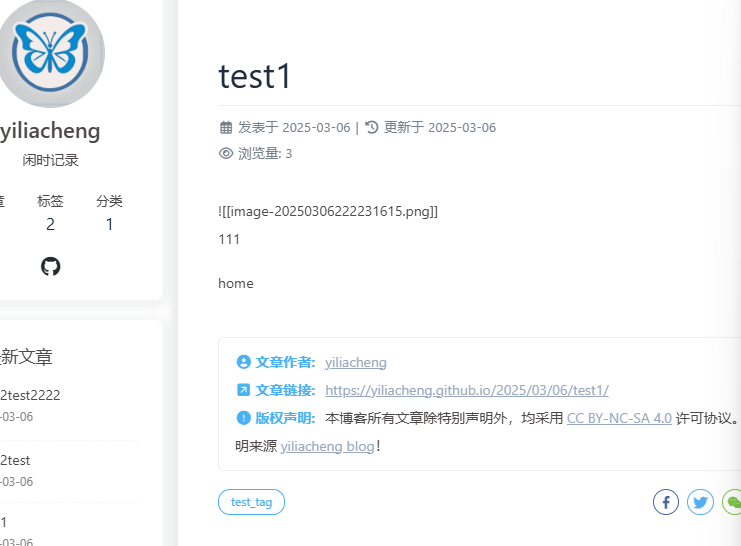 yiliacheng
闲时记录
标签
分类
2
1
最新文章
2test2222
-03-06
2test
-03-06
1
-03-06
test1
发表于 2025-03-06 | 更新于 2025-03-06
浏览量: 3
![[image-20250306222231615.png]]
111
home
文章作者: yiliacheng
文章链接: https://yiliacheng.github.io/2025/03/06/test1/
版权声明: 本博客所有文章除特别声明外，均采用 CC BY-NC-SA 4.0 许可协议。
明来源 yiliacheng blog！
test_tag